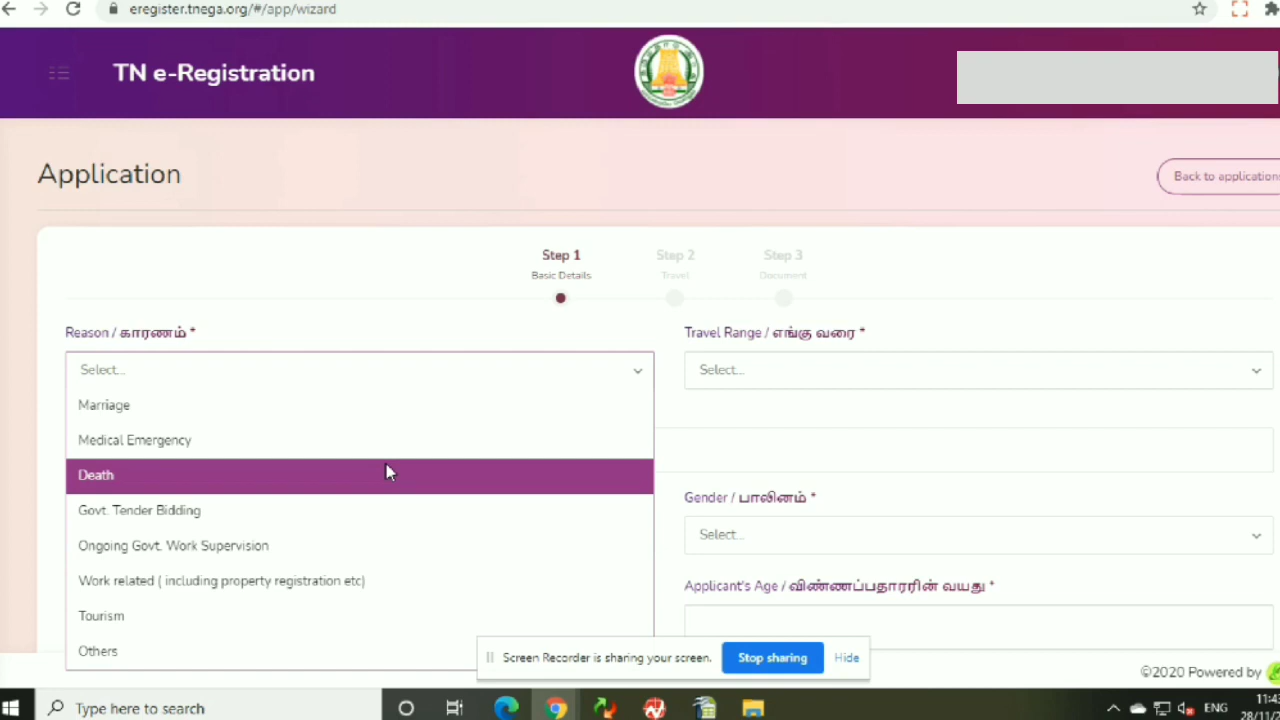 eregister.tnega.org/#/app/wizard
TN e-Registration
Application
Back to applications
Step 1
Basic Details
Step 2
Travel
Step 3
Document
Reason / காரணம் *
Select...
Marriage
Medical Emergency
Death
Govt. Tender Bidding
Ongoing Govt. Work Supervision
Work related ( including property registration etc)
Tourism
Others
Travel Range / எங்கு வரை *
Select...
Gender / பாலினம் *
Select...
Applicant's Age / விண்ணப்பதாரரின் வயது *
Screen Recorder is sharing your screen.
Stop sharing
Hide
©2020 Powered by
Type here to search
ENG